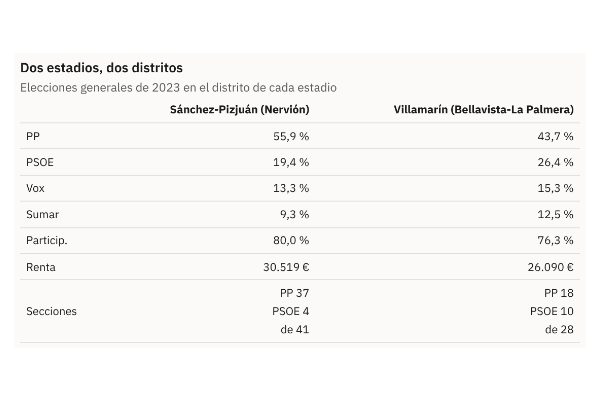 Dos estadios, dos distritos
Elecciones generales de 2023 en el distrito de cada estadio
Sánchez-Pizjuán (Nervión) Villamarín (Bellavista-La Palmera)
PP 55,9 % 43,7 %
PSOE 19,4 % 26,4 %
Vox 13,3 % 15,3 %
Sumar 9,3 % 12,5 %
Particip. 80,0 % 76,3 %
Renta 30.519 € 26.090 €
PP 37 PP 18
Secciones PSOE 4 PSOE 10
de 41 de 28